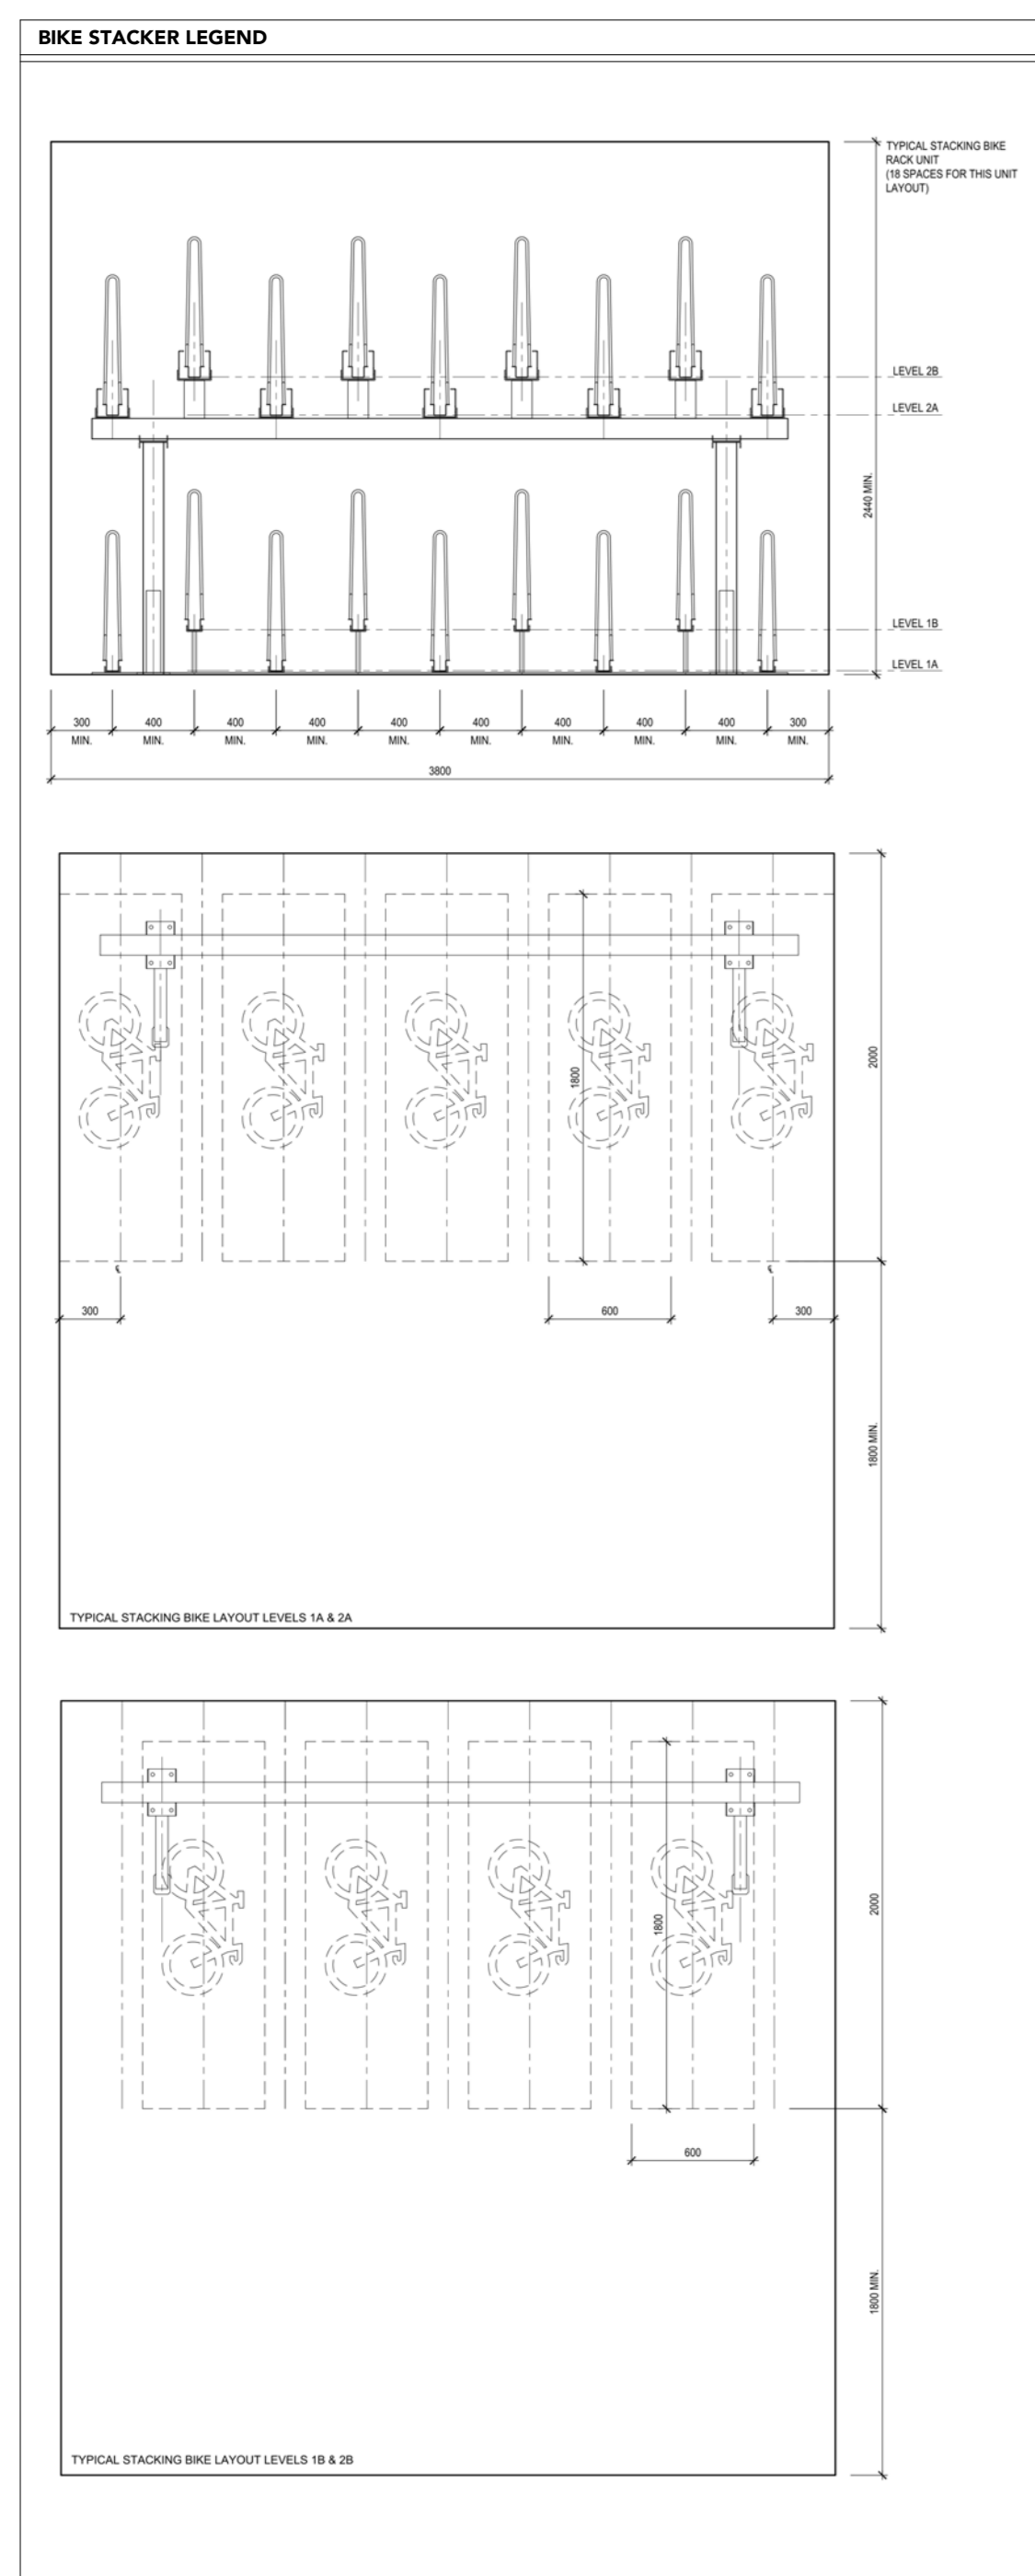 BIKE STACKER LEGEND
TYPICAL STACKING BIKE
RACK UNIT
(18 SPACES FOR THIS UNIT
LAYOUT)
LEVEL 2B
LEVEL 2A
2440 MIN.
LEVEL 1B
LEVEL 1A
300 400 400 400 400 400 400 400 400 300
MIN. MIN. MIN. MIN. MIN. MIN. MIN. MIN. MIN. MIN.
3800
1800
2000
℄ ℄
300 600 300
1800 MIN.
TYPICAL STACKING BIKE LAYOUT LEVELS 1A & 2A
1800
2000
600
1800 MIN.
TYPICAL STACKING BIKE LAYOUT LEVELS 1B & 2B